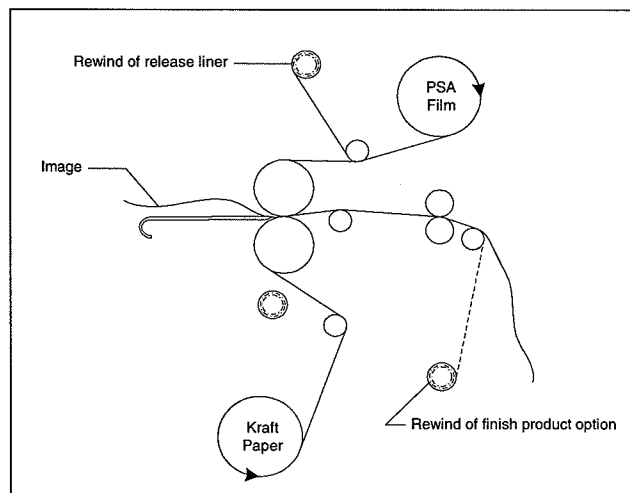 Rewind of release liner
PSA
Film
Image
Kraft
Paper
Rewind of finish product option